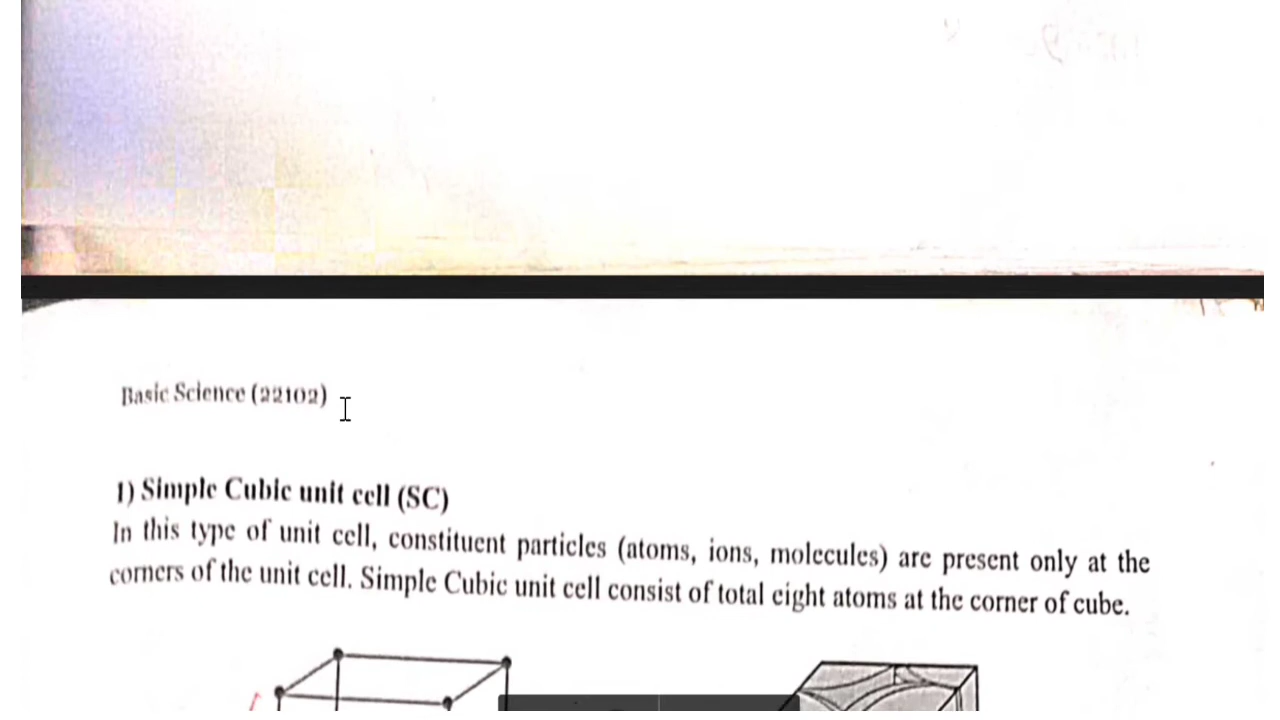 Basic Science (22102)
1) Simple Cubic unit cell (SC)
In this type of unit cell, constituent particles (atoms, ions, molecules) are present only at the
corners of the unit cell. Simple Cubic unit cell consist of total eight atoms at the corner of cube.